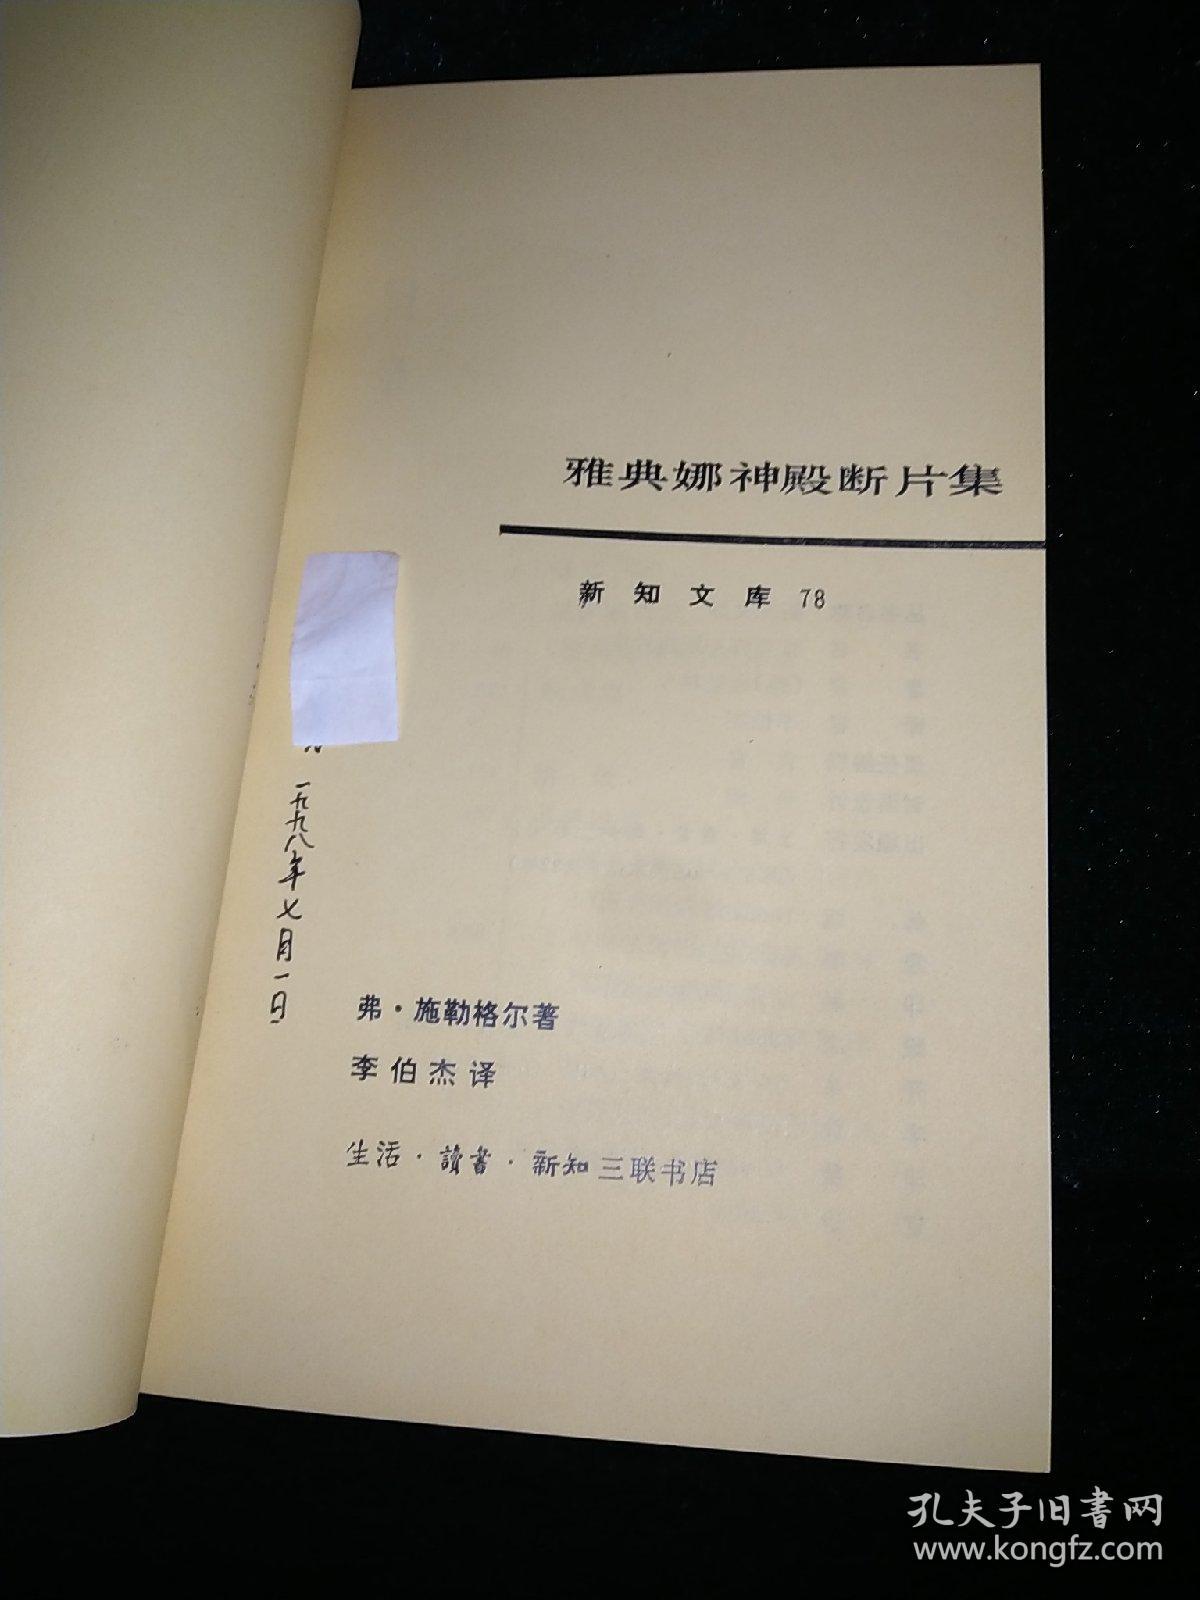 雅典娜神殿断片集
新知文库 78
一九九八年七月一日
弗·施勒格尔著
李伯杰译
生活·讀書·新知三联书店
孔夫子旧书网
www.kongfz.com